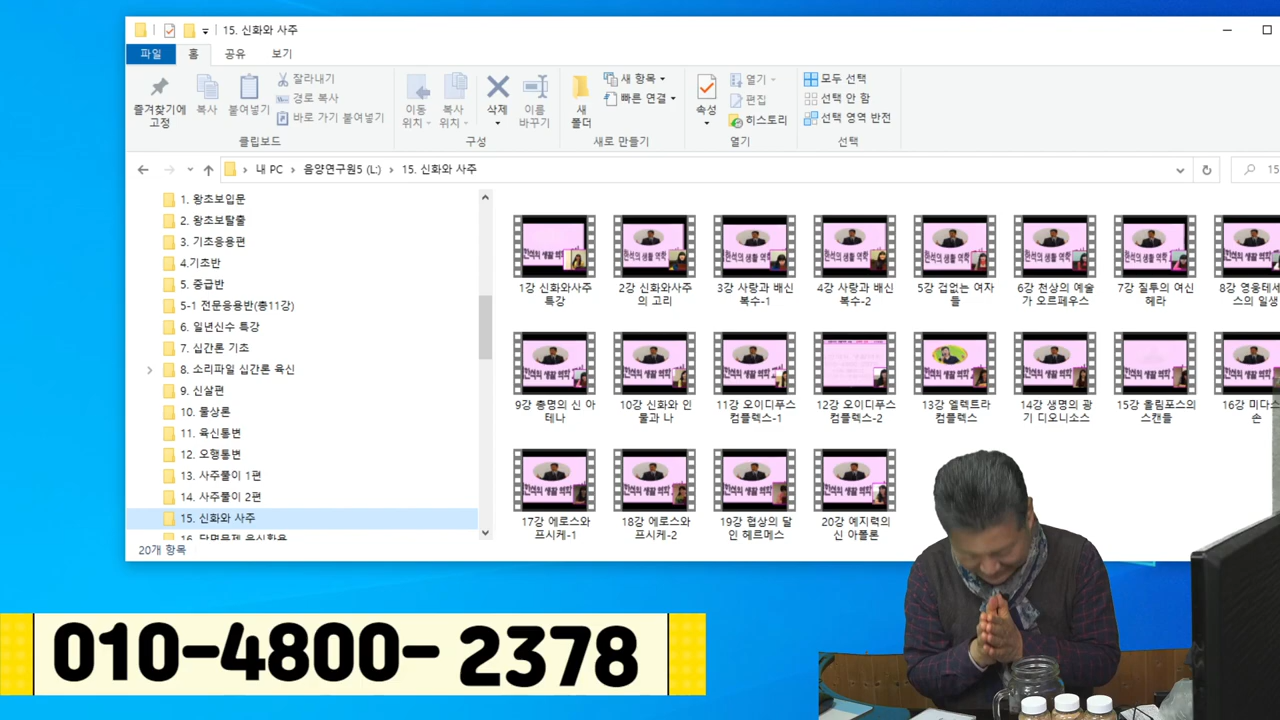 15. 신화와 사주
파일 홈 공유 보기
즐겨찾기에 고정
복사
붙여넣기
잘라내기
경로 복사
바로 가기 붙여넣기
클립보드
이동 위치
복사 위치
삭제
이름 바꾸기
구성
새 폴더
새 항목
빠른 연결
새로 만들기
속성
열기
편집
히스토리
열기
모두 선택
선택 안 함
선택 영역 반전
선택
내 PC > 음양연구원5 (L:) > 15. 신화와 사주
15
1. 왕초보입문
2. 왕초보탈출
3. 기초응용편
4.기초반
5. 중급반
5-1 전문응용반(총11강)
6. 일년신수 특강
7. 십간론 기초
8. 소리파일 십간론 육신
9. 신살편
10. 물상론
11. 육신통변
12. 오행통변
13. 사주풀이 1편
14. 사주풀이 2편
15. 신화와 사주
20개 항목
1강 신화와사주 특강
2강 신화와사주의 고리
3강 사랑과 배신 복수-1
4강 사랑과 배신 복수-2
5강 겁없는 여자들
6강 천상의 예술가 오르페우스
7강 질투의 여신 헤라
8강 영웅테세
스의 일생
9강 총명의 신 아테나
10강 신화와 인물과 나
11강 오이디푸스 컴플렉스-1
12강 오이디푸스 컴플렉스-2
13강 엘렉트라 컴플렉스
14강 생명의 광기 디오니소스
15강 올림포스의 스캔들
16강 미다스
손
17강 에로스와 프시케-1
18강 에로스와 프시케-2
19강 협상의 달인 헤르메스
20강 예지력의 신 아폴론
010-4800-2378